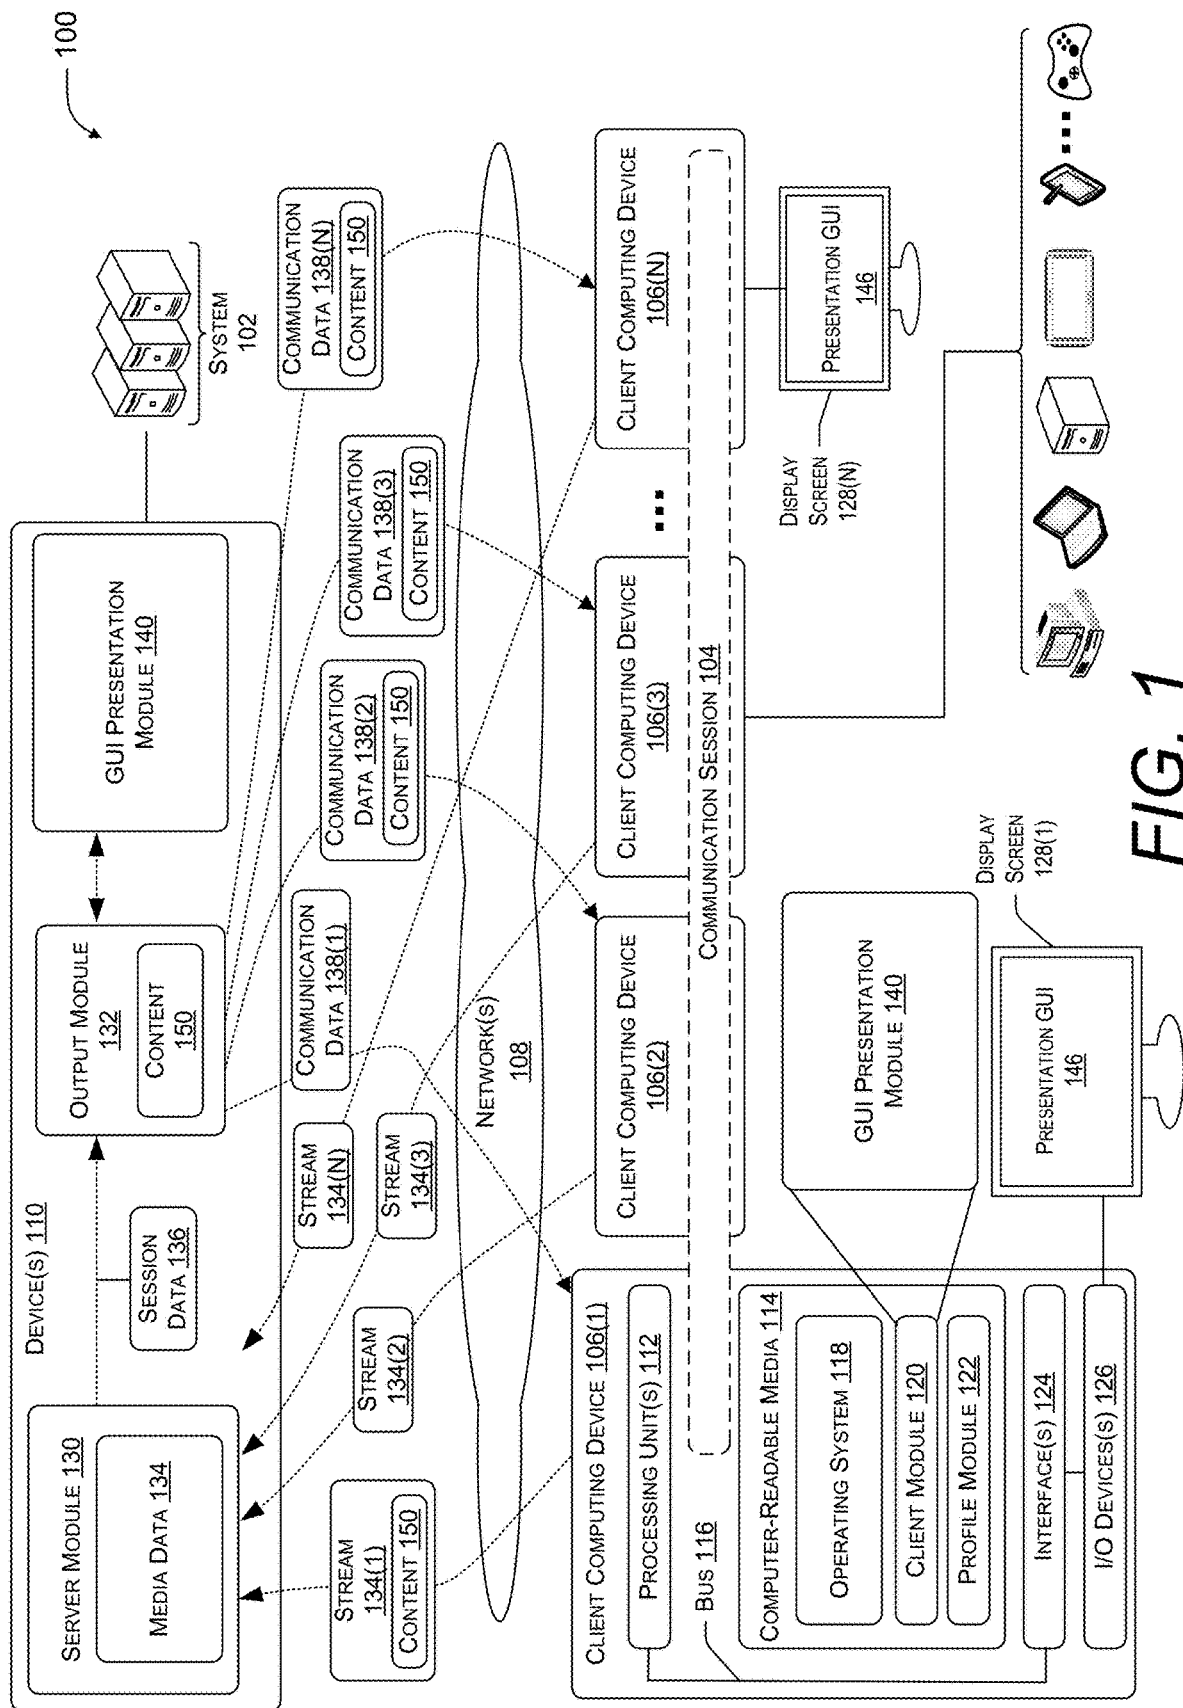 100
DEVICE(S) 110
SERVER MODULE 130
MEDIA DATA 134
SESSION
DATA 136
OUTPUT MODULE
132
CONTENT
150
GUI PRESENTATION
MODULE 140
SYSTEM
102
STREAM
134(1)
CONTENT 150
STREAM
134(2)
STREAM
134(3)
STREAM
134(N)
COMMUNICATION
DATA 138(1)
COMMUNICATION
DATA 138(2)
CONTENT 150
COMMUNICATION
DATA 138(3)
CONTENT 150
COMMUNICATION
DATA 138(N)
CONTENT 150
NETWORK(S)
108
CLIENT COMPUTING DEVICE 106(1)
PROCESSING UNIT(S) 112
BUS 116
COMPUTER-READABLE MEDIA 114
OPERATING SYSTEM 118
CLIENT MODULE 120
PROFILE MODULE 122
INTERFACE(S) 124
I/O DEVICES(S) 126
CLIENT COMPUTING DEVICE
106(2)
CLIENT COMPUTING DEVICE
106(3)
CLIENT COMPUTING DEVICE
106(N)
COMMUNICATION SESSION 104
GUI PRESENTATION
MODULE 140
DISPLAY
SCREEN
128(1)
PRESENTATION GUI
146
DISPLAY
SCREEN
128(N)
PRESENTATION GUI
146
FIG. 1